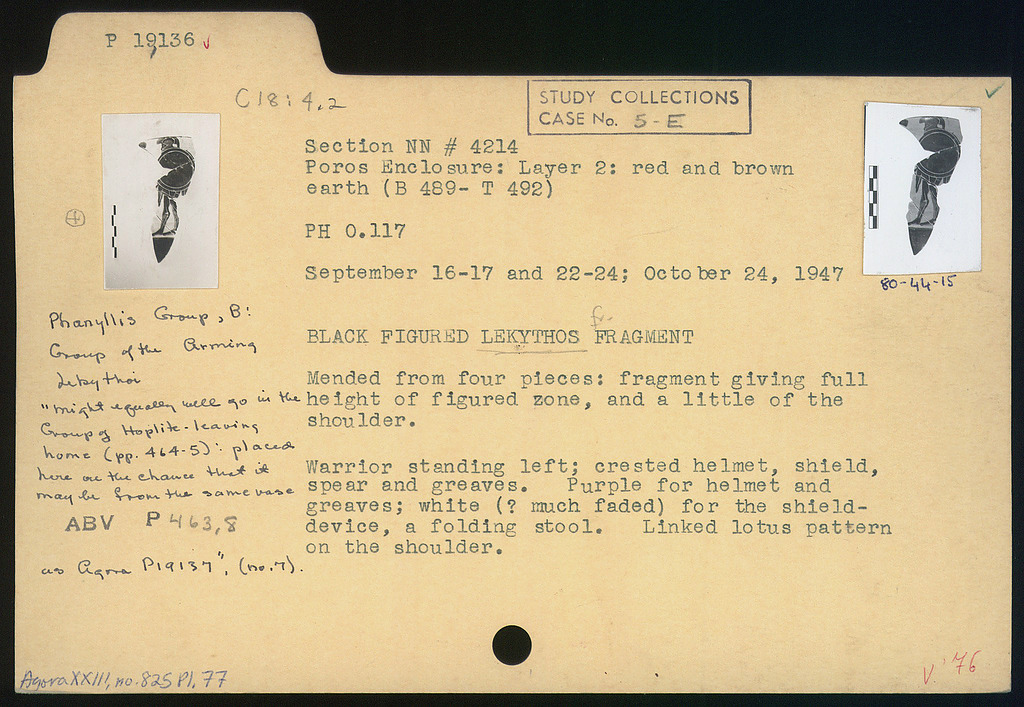 P 19136 ✓
C18:4,2
STUDY COLLECTIONS
CASE No. 5-E
Section NN # 4214
Poros Enclosure: Layer 2: red and brown
earth (B 489- T 492)
PH 0.117
September 16-17 and 22-24; October 24, 1947
80-44-15
fr.
BLACK FIGURED LEKYTHOS FRAGMENT
Mended from four pieces: fragment giving full
height of figured zone, and a little of the
shoulder.
Warrior standing left; crested helmet, shield,
spear and greaves. Purple for helmet and
greaves; white (? much faded) for the shield-
device, a folding stool. Linked lotus pattern
on the shoulder.
Phanyllis Group, B:
Group of the Arming
Lekythoi
"might equally well go in the
Group of Hoplite-leaving
home (pp. 464-5): placed
here on the chance that it
may be from the same vase
ABV P 463,8
as Agora P19137", (no.7).
Agora XXIII, no. 825 Pl. 77
V. '76